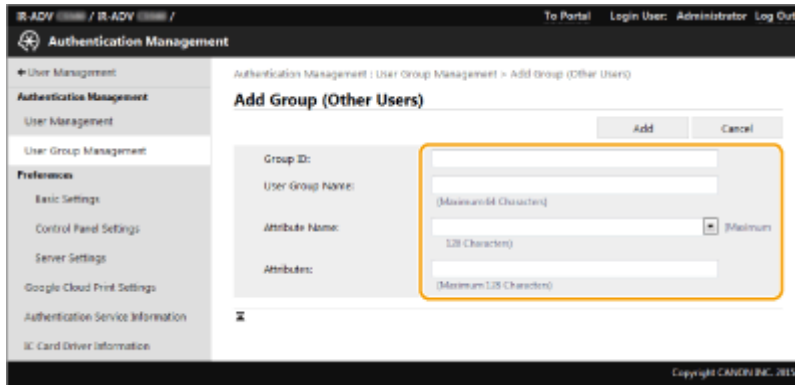 IR-ADV / IR-ADV /
To Portal Login User: Administrator Log Out
Authentication Management
User Management
Authentication Management : User Group Management > Add Group (Other Users)
Authentication Management
Add Group (Other Users)
User Management
Add Cancel
User Group Management
Group ID:
Preferences
User Group Name:
(Maximum 64 Characters)
Basic Settings
Control Panel Settings
Attribute Name:
(Maximum
128 Characters)
Server Settings
Attributes:
(Maximum 128 Characters)
Google Cloud Print Settings
Authentication Service Information
IC Card Driver Information
Copyright CANON INC. 2015